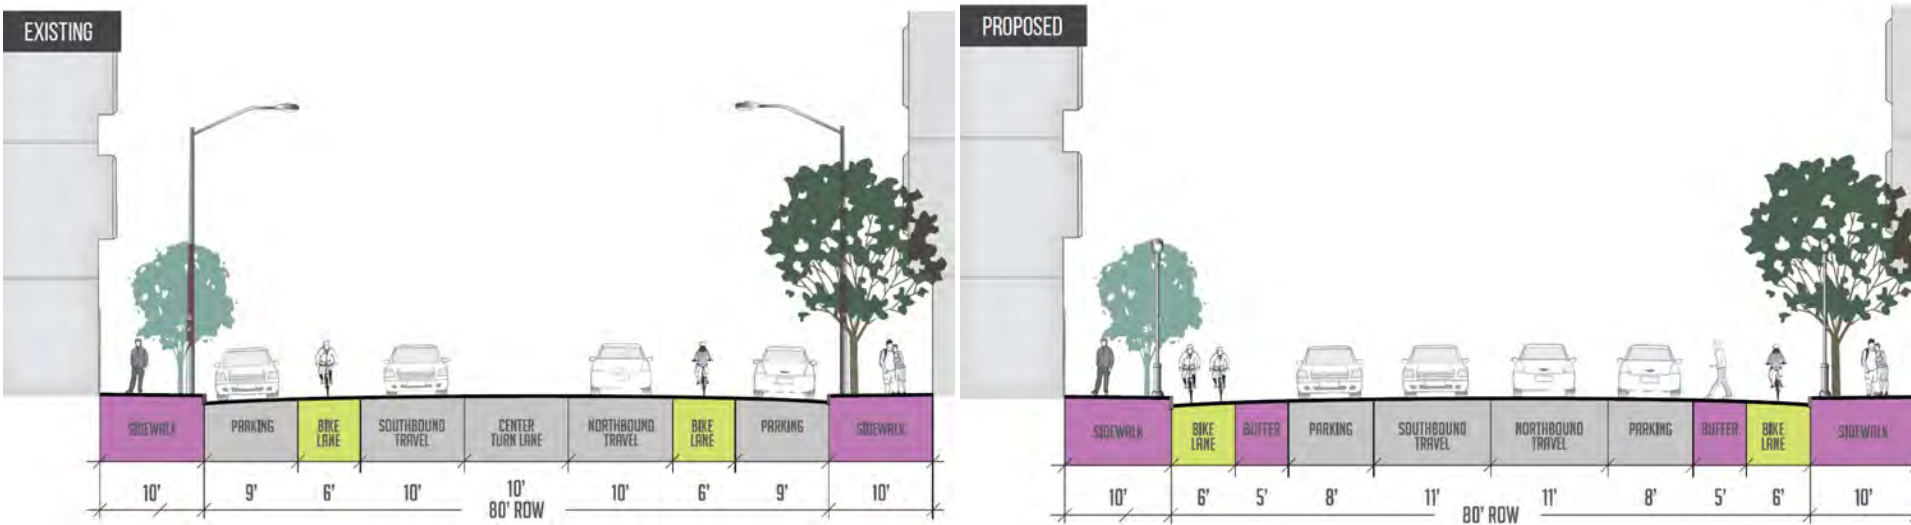 EXISTING
SIDEWALK
PARKING
BIKE
LANE
SOUTHBOUND
TRAVEL
CENTER
TURN LANE
NORTHBOUND
TRAVEL
BIKE
LANE
PARKING
SIDEWALK
10' 9' 6' 10' 10' 10' 6' 9' 10'
80' ROW
PROPOSED
SIDEWALK
BIKE
LANE
BUFFER
PARKING
SOUTHBOUND
TRAVEL
NORTHBOUND
TRAVEL
PARKING
BUFFER
BIKE
LANE
SIDEWALK
10' 6' 5' 8' 11' 11' 8' 5' 6' 10'
80' ROW